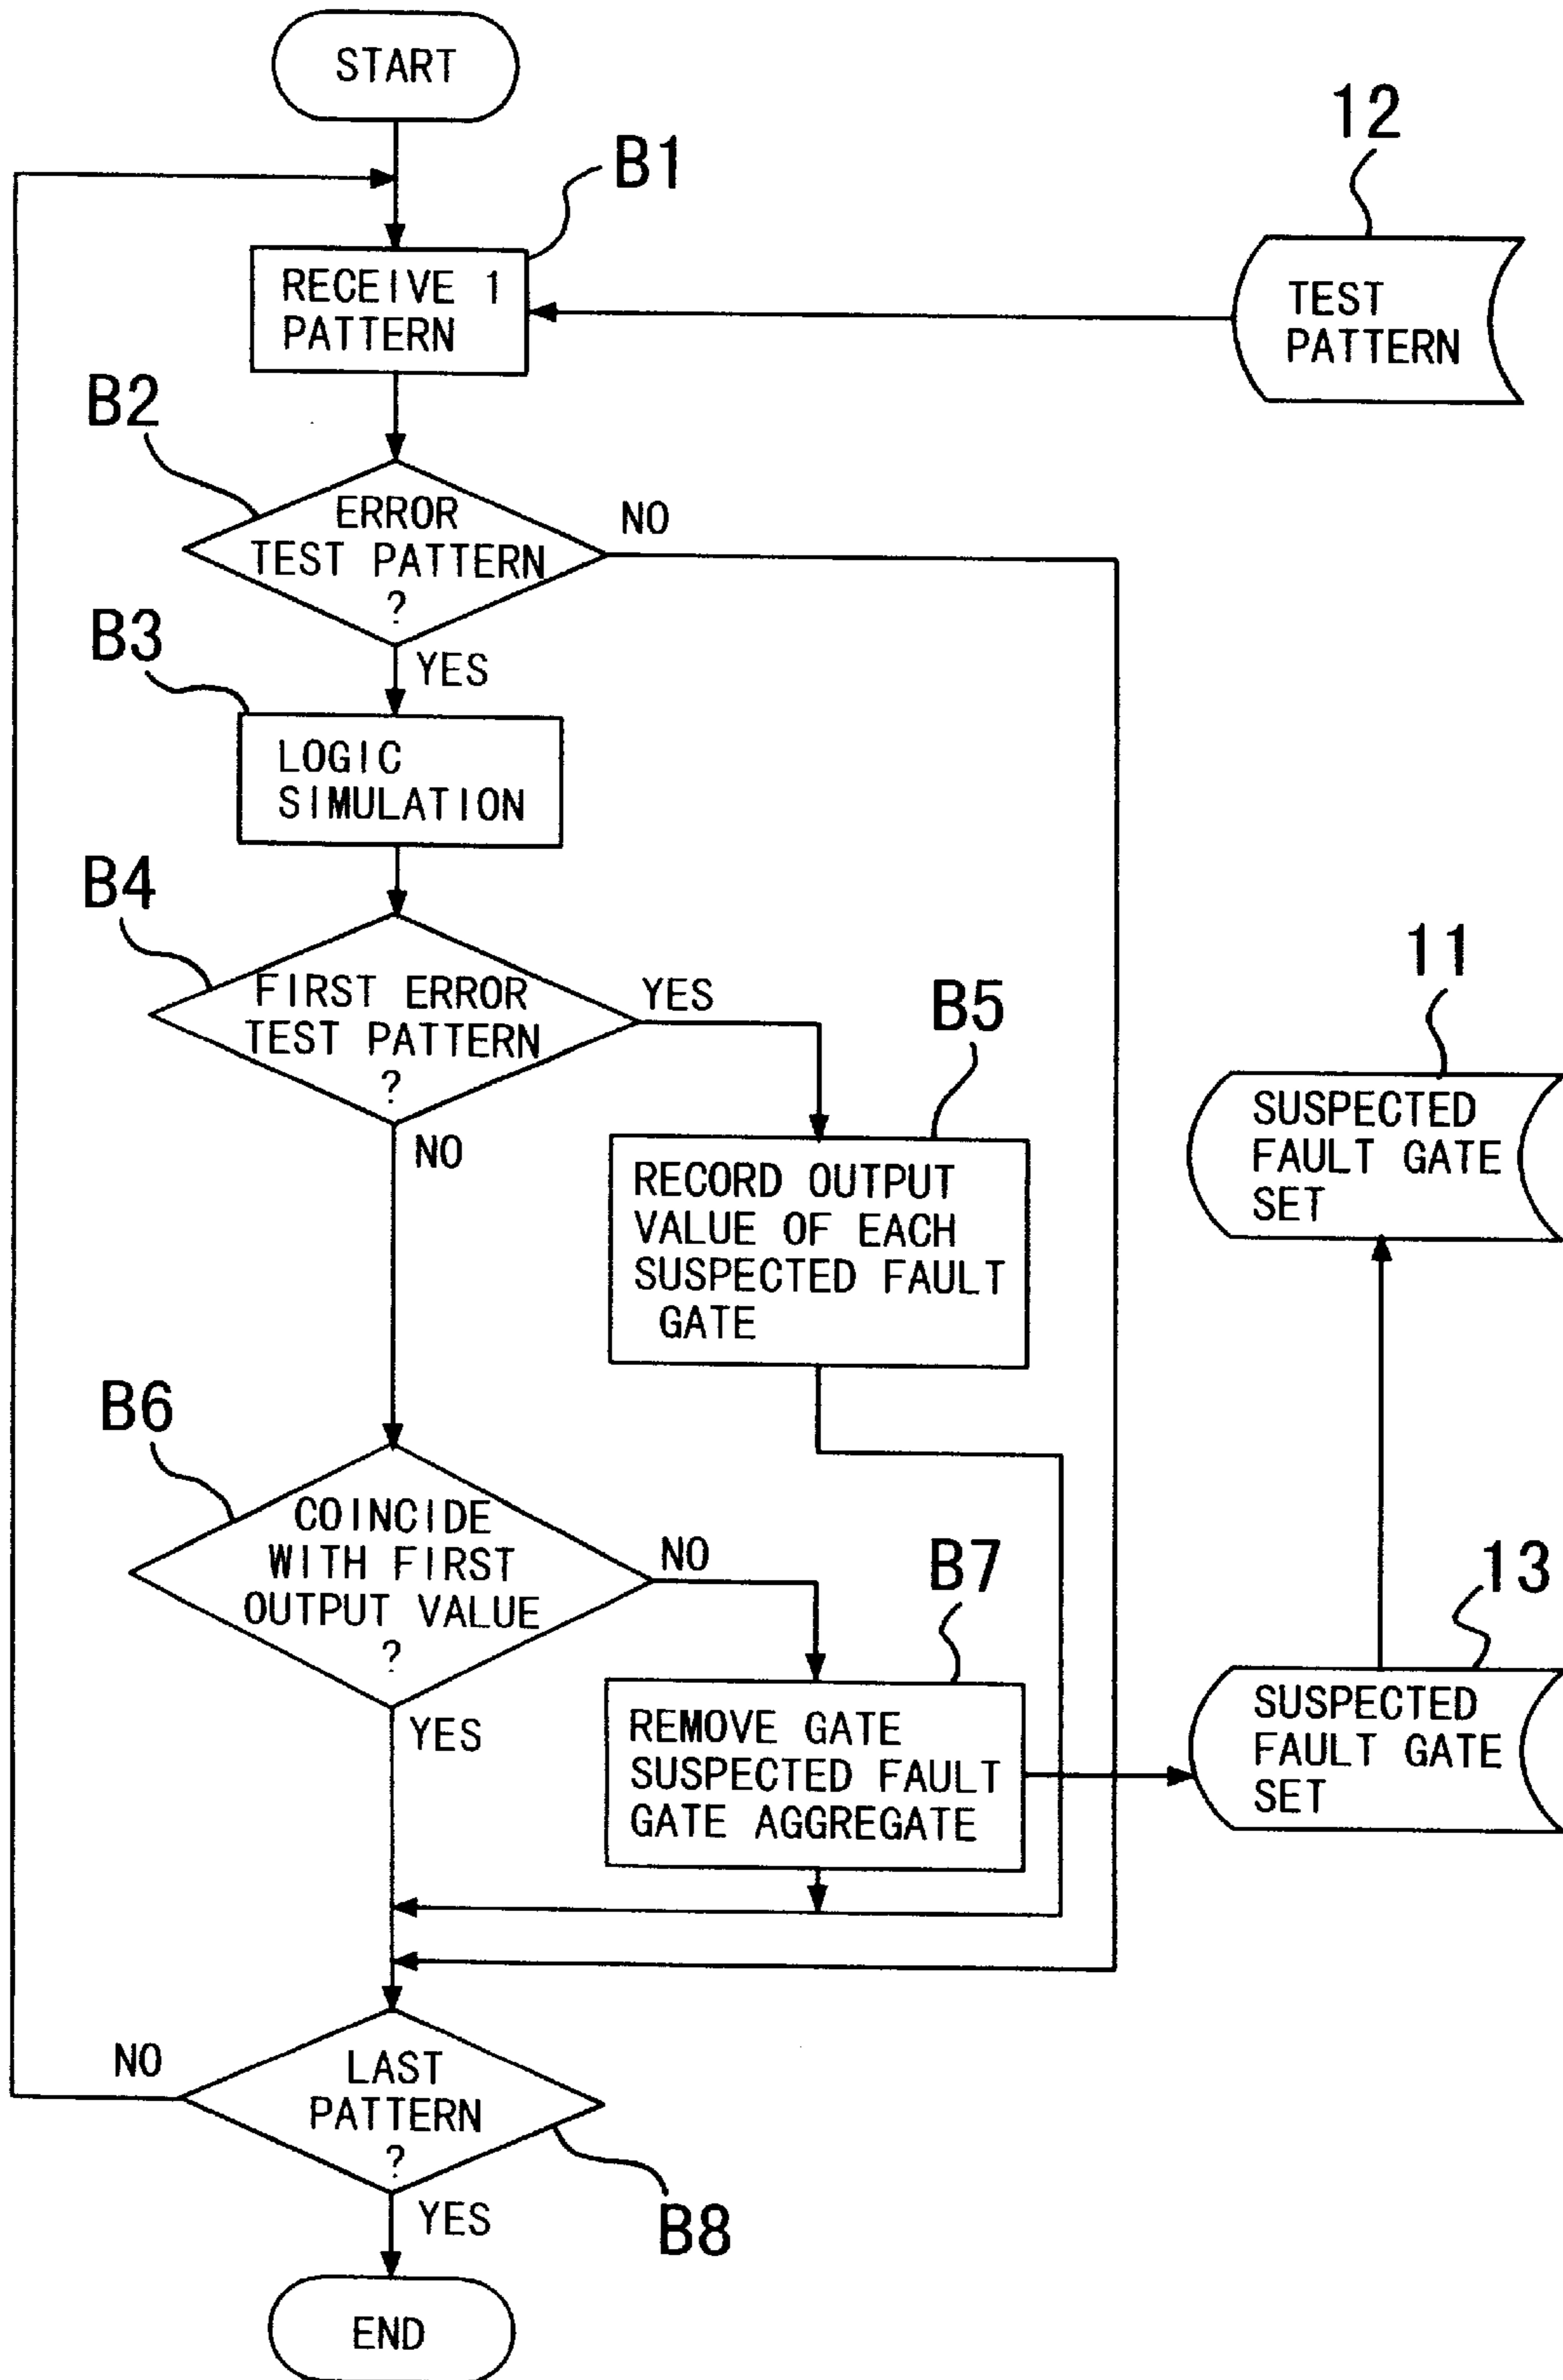 START
B1
12
RECEIVE 1
PATTERN
TEST
PATTERN
B2
ERROR
TEST PATTERN
?
NO
YES
B3
LOGIC
SIMULATION
B4
FIRST ERROR
TEST PATTERN
?
YES
NO
B5
RECORD OUTPUT
VALUE OF EACH
SUSPECTED FAULT
GATE
11
SUSPECTED
FAULT GATE
SET
B6
COINCIDE
WITH FIRST
OUTPUT VALUE
?
NO
YES
B7
REMOVE GATE
SUSPECTED FAULT
GATE AGGREGATE
13
SUSPECTED
FAULT GATE
SET
NO
LAST
PATTERN
?
YES
B8
END